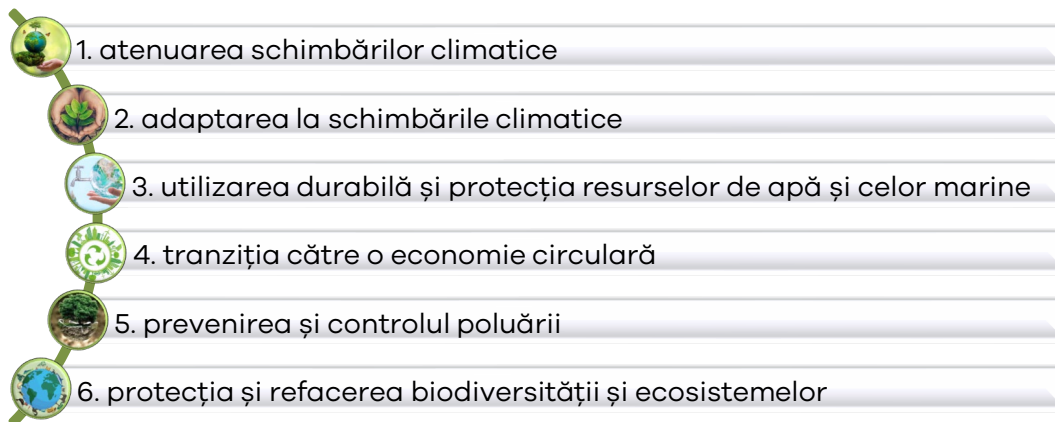 1. atenuarea schimbărilor climatice
2. adaptarea la schimbările climatice
3. utilizarea durabilă și protecția resurselor de apă și celor marine
4. tranziția către o economie circulară
5. prevenirea și controlul poluării
6. protecția și refacerea biodiversității și ecosistemelor